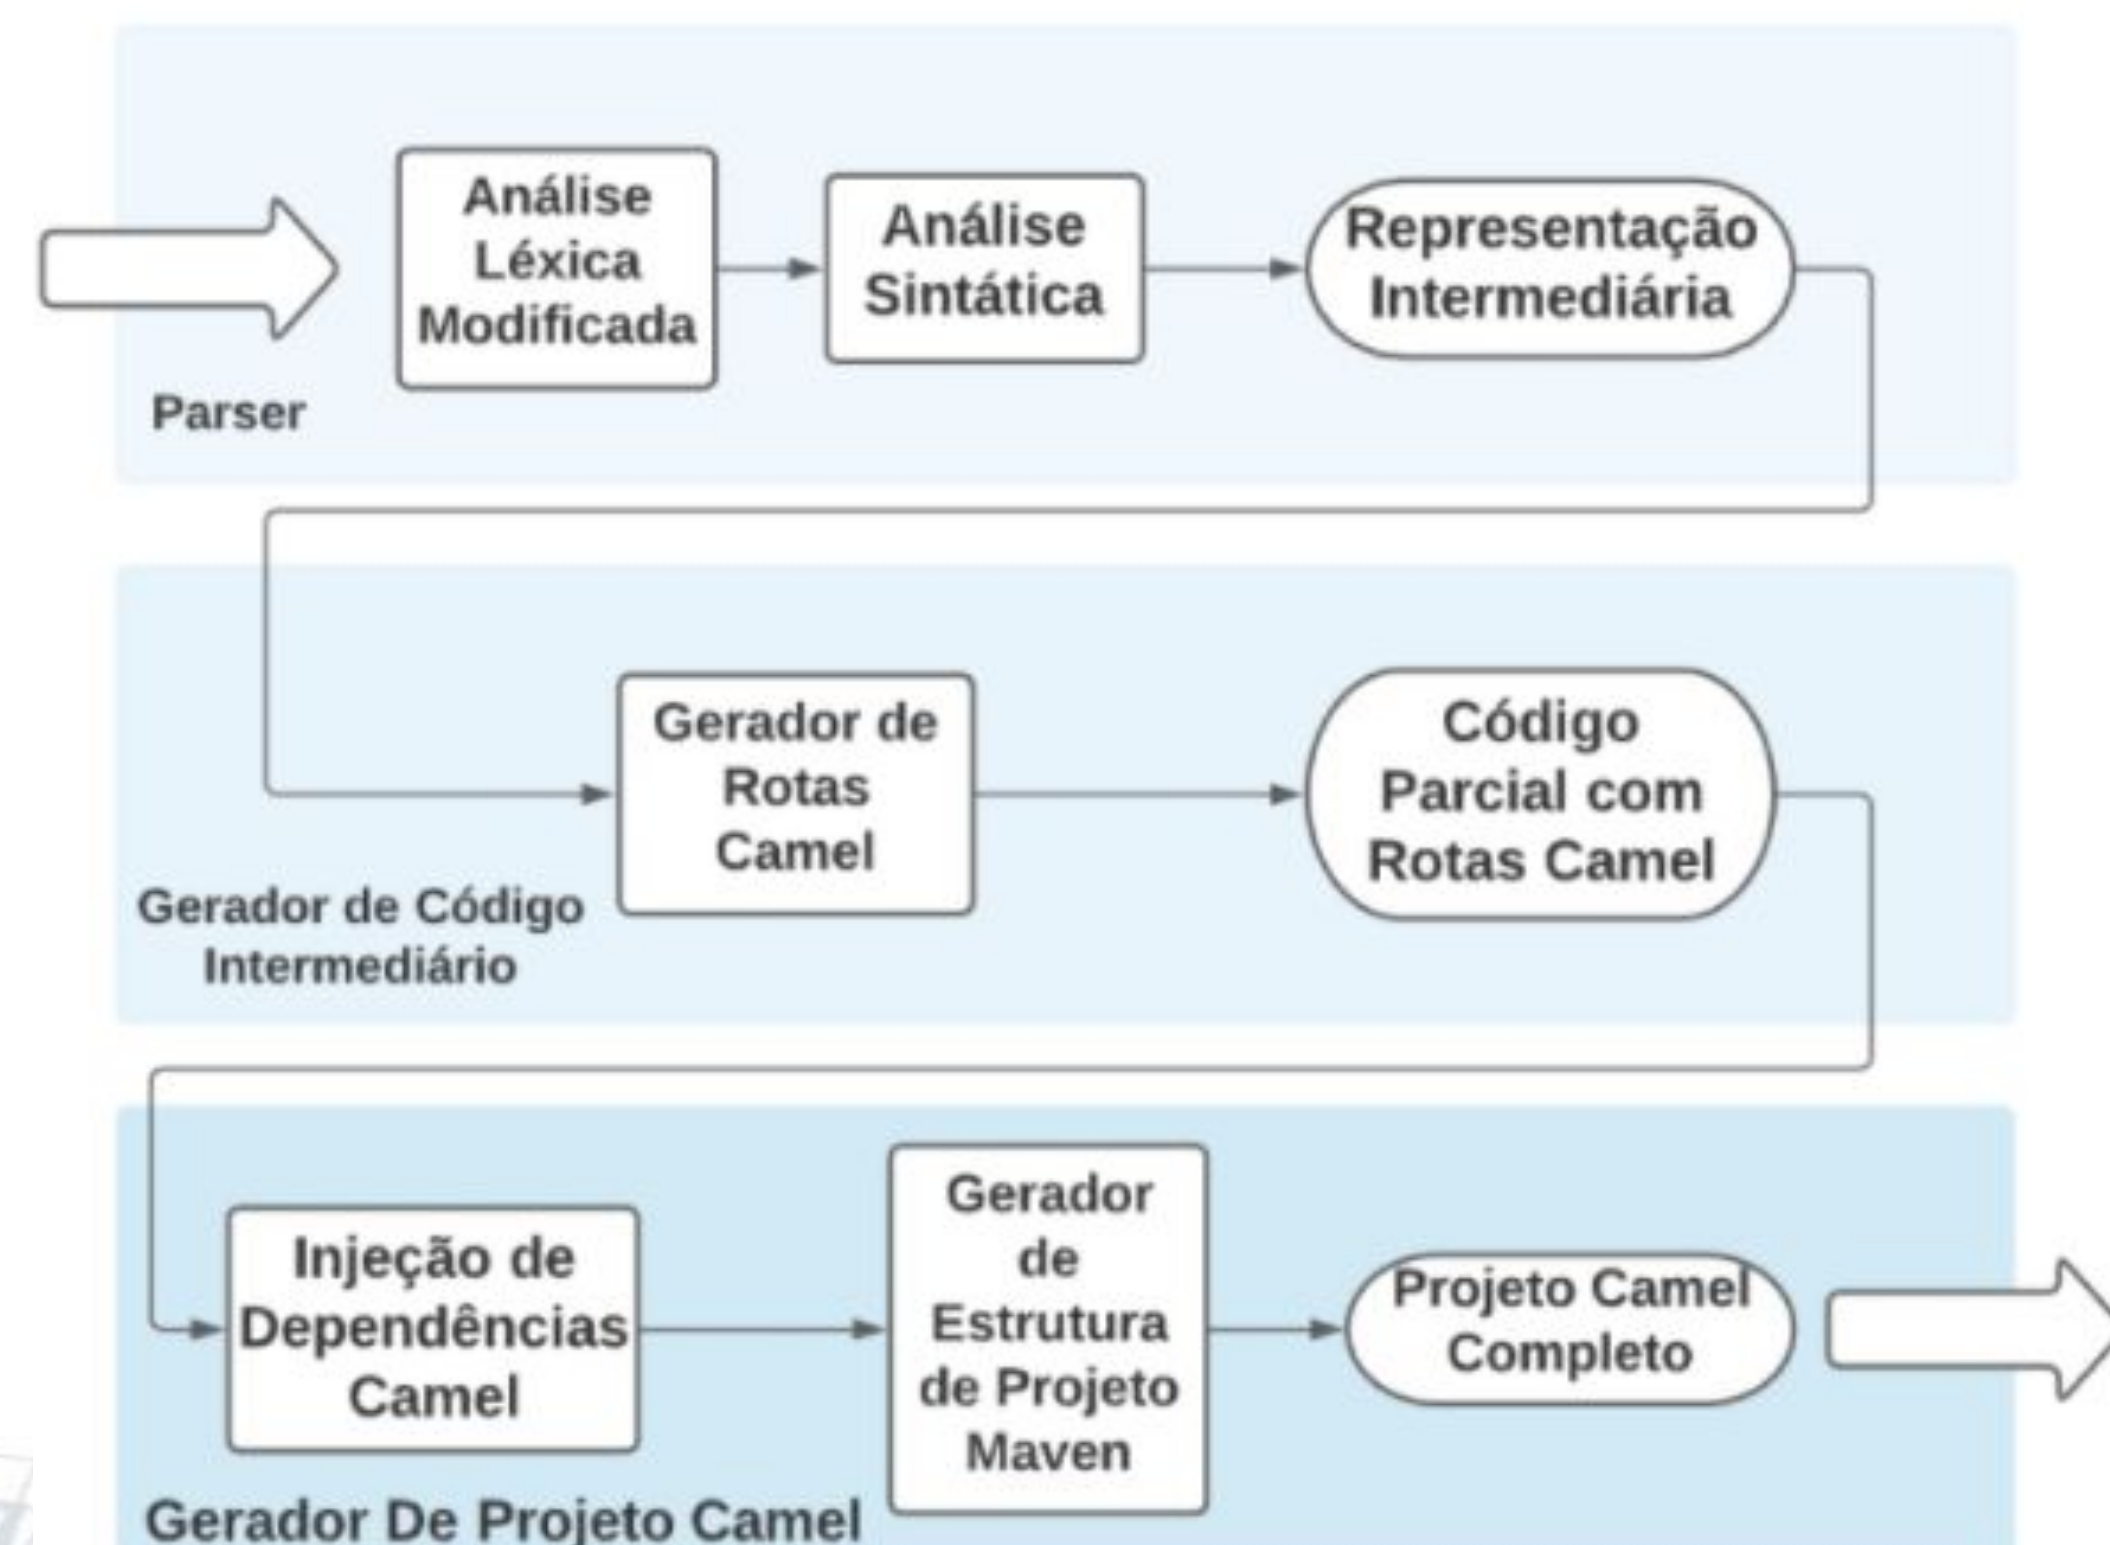 Análise
Léxica
Modificada
Análise
Sintática
Representação
Intermediária
Parser
Gerador de
Rotas
Camel
Código
Parcial com
Rotas Camel
Gerador de Código
Intermediário
Injeção de
Dependências
Camel
Gerador
de
Estrutura
de Projeto
Maven
Projeto Camel
Completo
Gerador De Projeto Camel